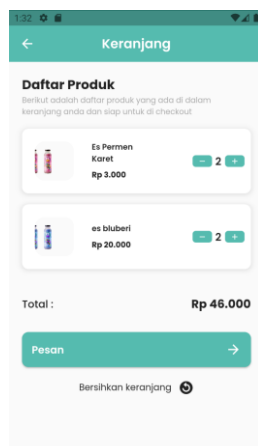 1:32
Keranjang
Daftar Produk
Berikut adalah daftar produk yang ada di dalam
keranjang anda dan siap untuk di checkout
Es Permen
Karet
Rp 3.000
- 2 +
es bluberi
Rp 20.000
- 2 +
Total :
Rp 46.000
Pesan
Bersihkan keranjang